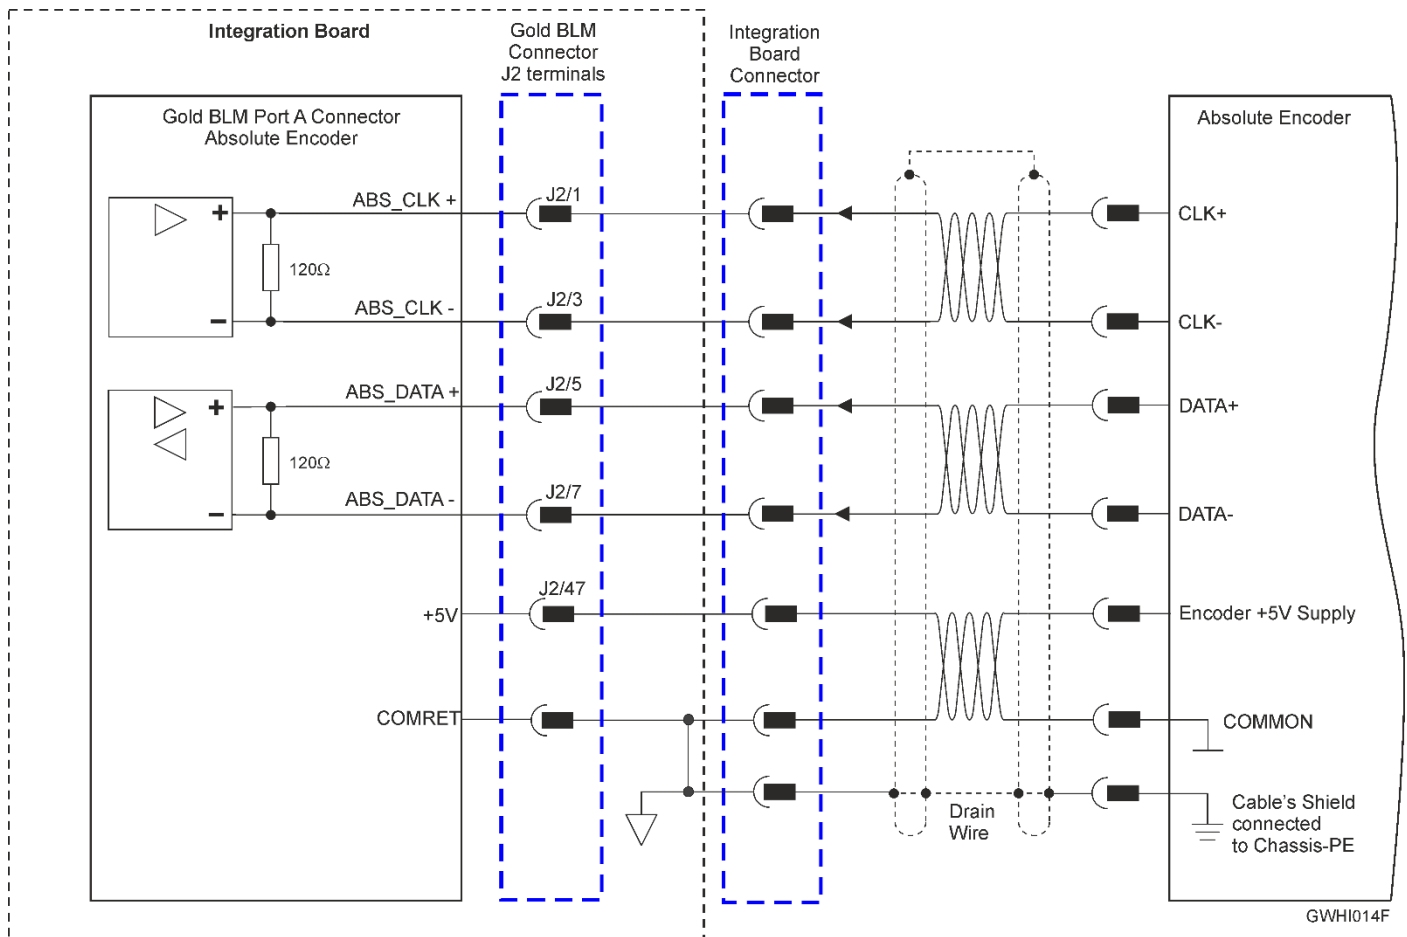 Integration Board
Gold BLM
Connector
J2 terminals
Integration
Board
Connector
Gold BLM Port A Connector
Absolute Encoder
Absolute Encoder
ABS_CLK +
J2/1
CLK+
120Ω
ABS_CLK -
J2/3
CLK-
ABS_DATA +
J2/5
DATA+
120Ω
ABS_DATA -
J2/7
DATA-
+5V
J2/47
Encoder +5V Supply
COMRET
COMMON
Drain
Wire
Cable's Shield
connected
to Chassis-PE
GWHI014F